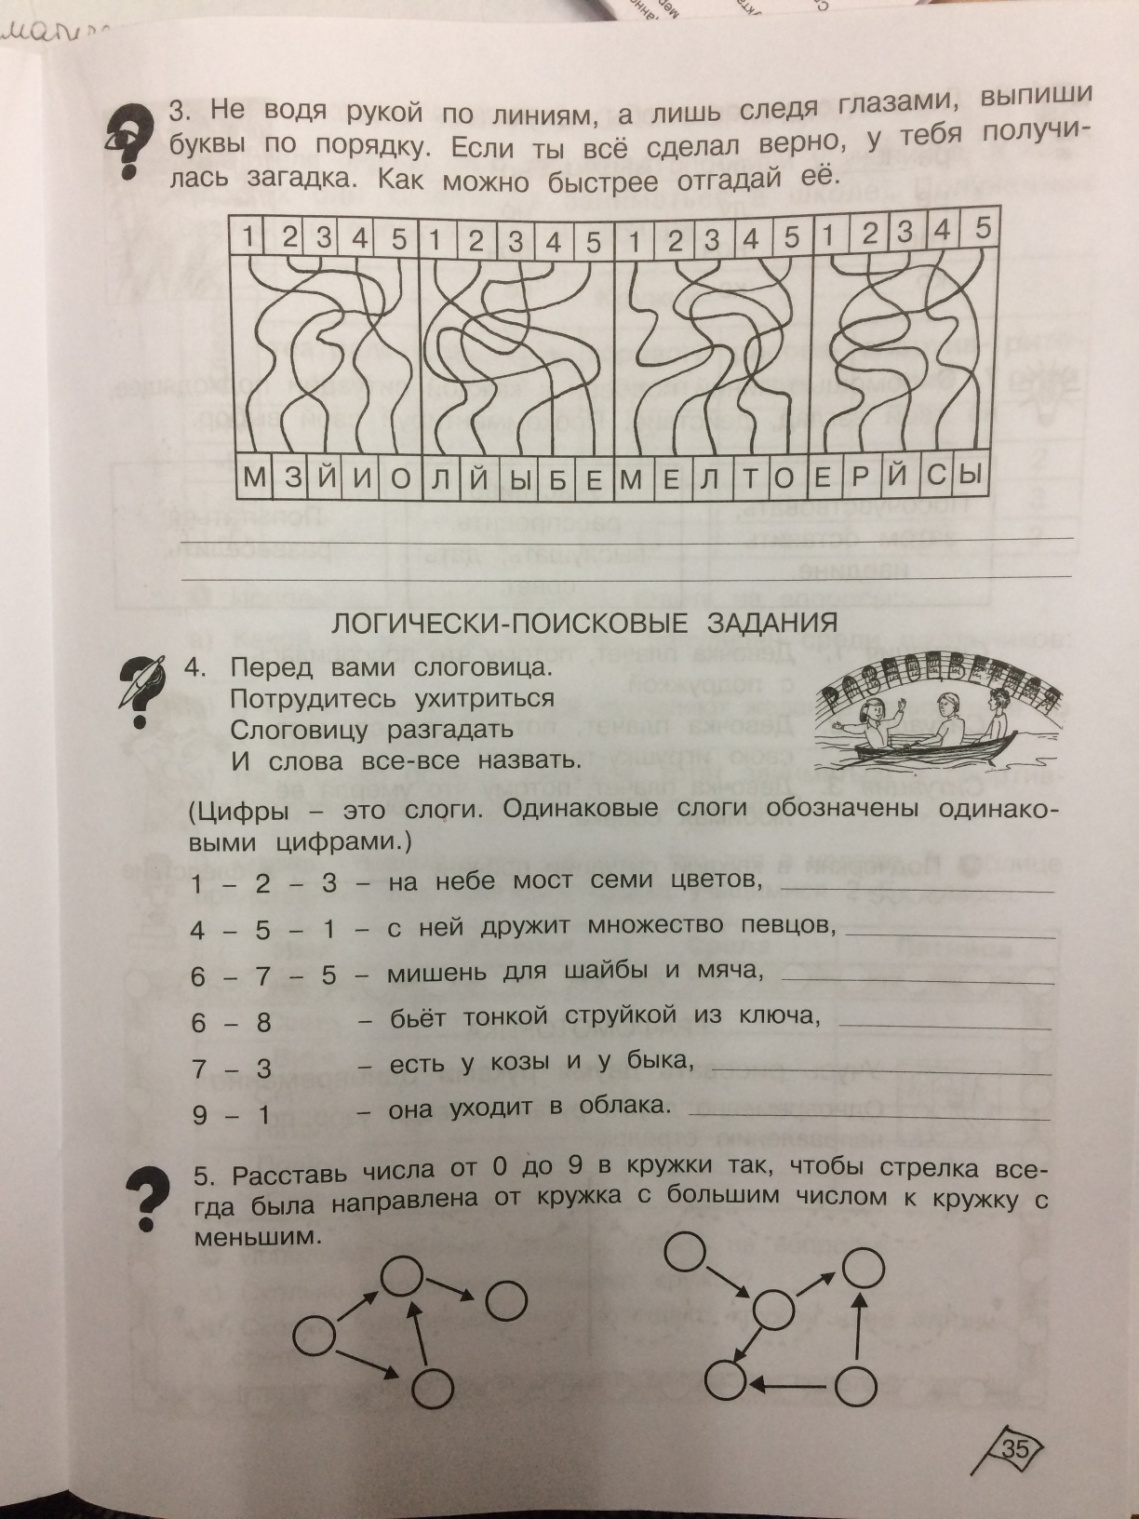 3. Не водя рукой по линиям, а лишь следя глазами, выпиши
буквы по порядку. Если ты всё сделал верно, у тебя получи-
лась загадка. Как можно быстрее отгадай её.
1 2 3 4 5 1 2 3 4 5 1 2 3 4 5 1 2 3 4 5
М З Й И О Л Й Ы Б Е М Е Л Т О Е Р Й С Ы
ЛОГИЧЕСКИ-ПОИСКОВЫЕ ЗАДАНИЯ
4. Перед вами слоговица.
Потрудитесь ухитриться
Слоговицу разгадать
И слова все-все назвать.
РАЗНОЦВЕТНАЯ
(Цифры – это слоги. Одинаковые слоги обозначены одинако-
выми цифрами.)
1 – 2 – 3 – на небе мост семи цветов,
4 – 5 – 1 – с ней дружит множество певцов,
6 – 7 – 5 – мишень для шайбы и мяча,
6 – 8 – бьёт тонкой струйкой из ключа,
7 – 3 – есть у козы и у быка,
9 – 1 – она уходит в облака.
5. Расставь числа от 0 до 9 в кружки так, чтобы стрелка все-
гда была направлена от кружка с большим числом к кружку с
меньшим.
35